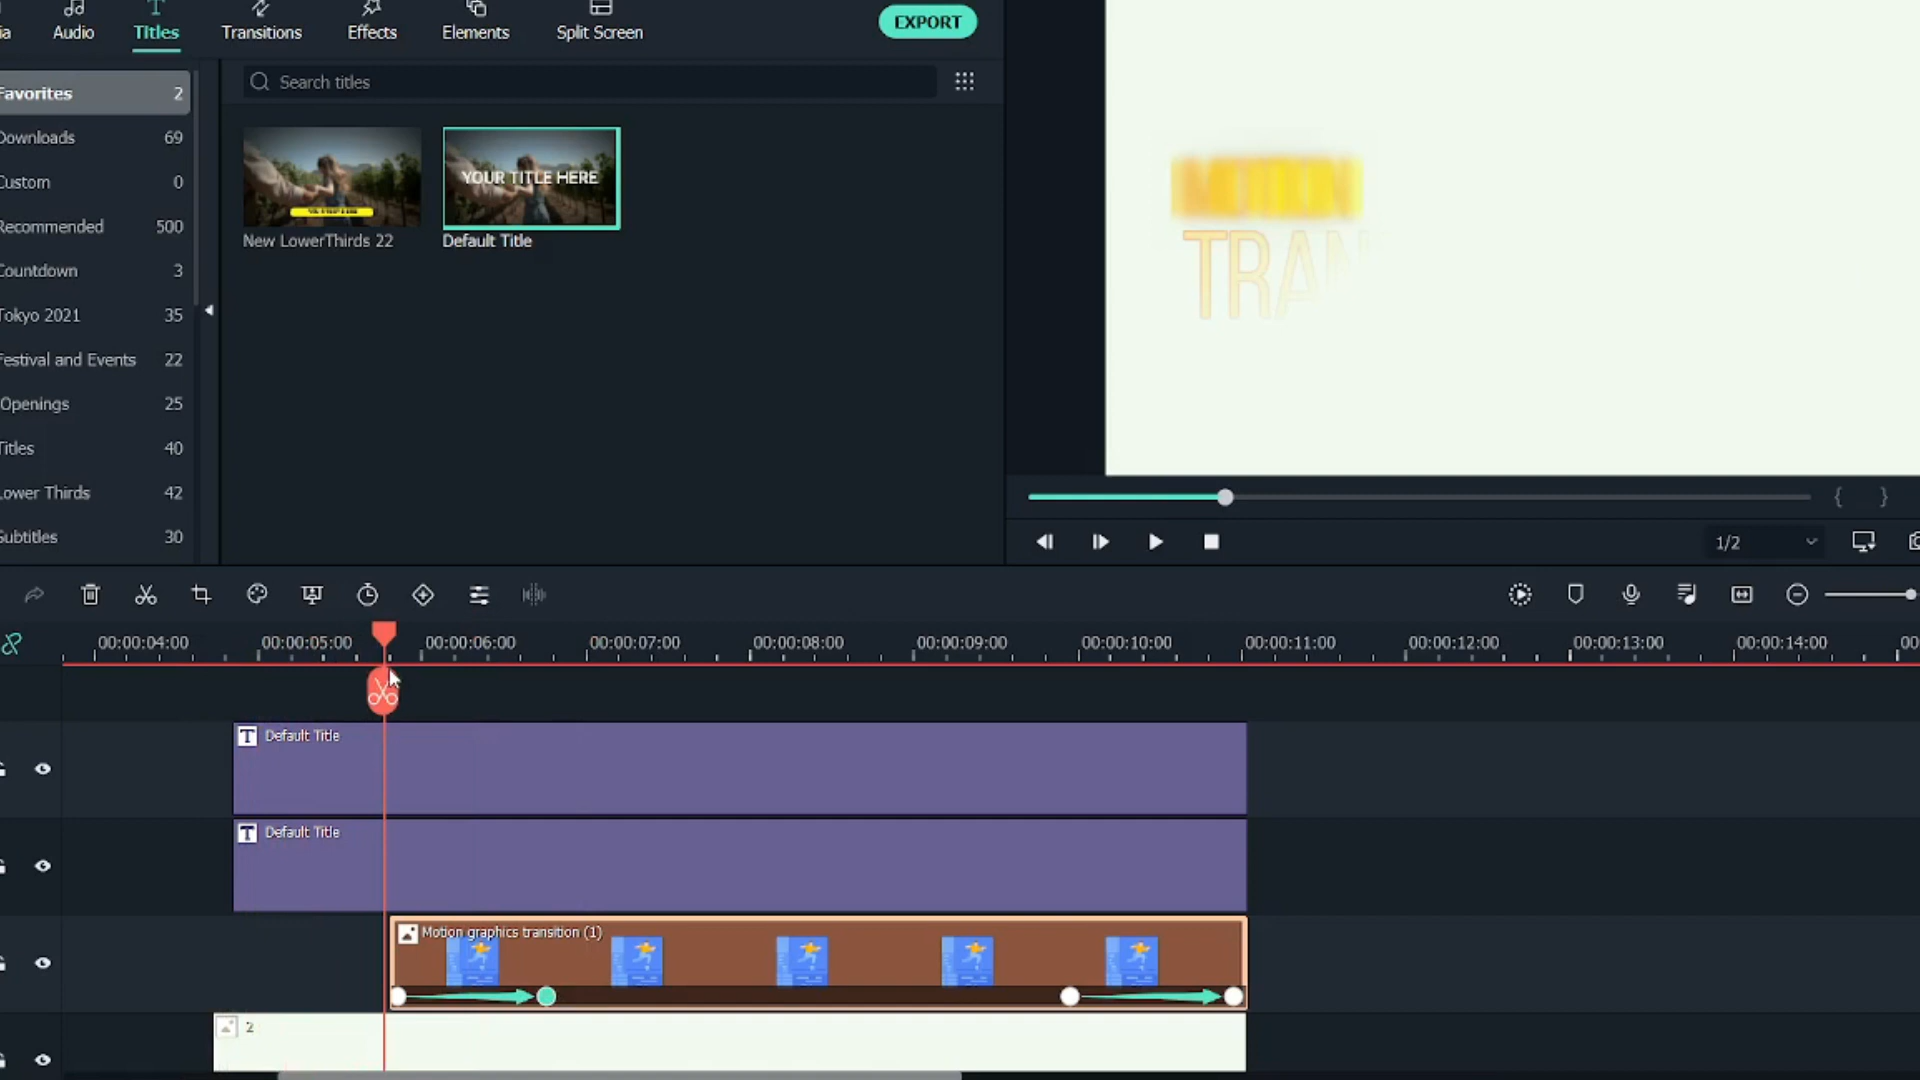 ia
Audio
Titles
Transitions
Effects
Elements
Split Screen
EXPORT
Favorites 2
Downloads 69
Custom 0
Recommended 500
Countdown 3
Tokyo 2021 35
Festival and Events 22
Openings 25
Titles 40
Lower Thirds 42
Subtitles 30
Search titles
New LowerThirds 22
YOUR TITLE HERE
Default Title
MOTION
TRAN
1/2
00:00:04:00
00:00:05:00
00:00:06:00
00:00:07:00
00:00:08:00
00:00:09:00
00:00:10:00
00:00:11:00
00:00:12:00
00:00:13:00
00:00:14:00
00
T Default Title
T Default Title
Motion graphics transition (1)
2